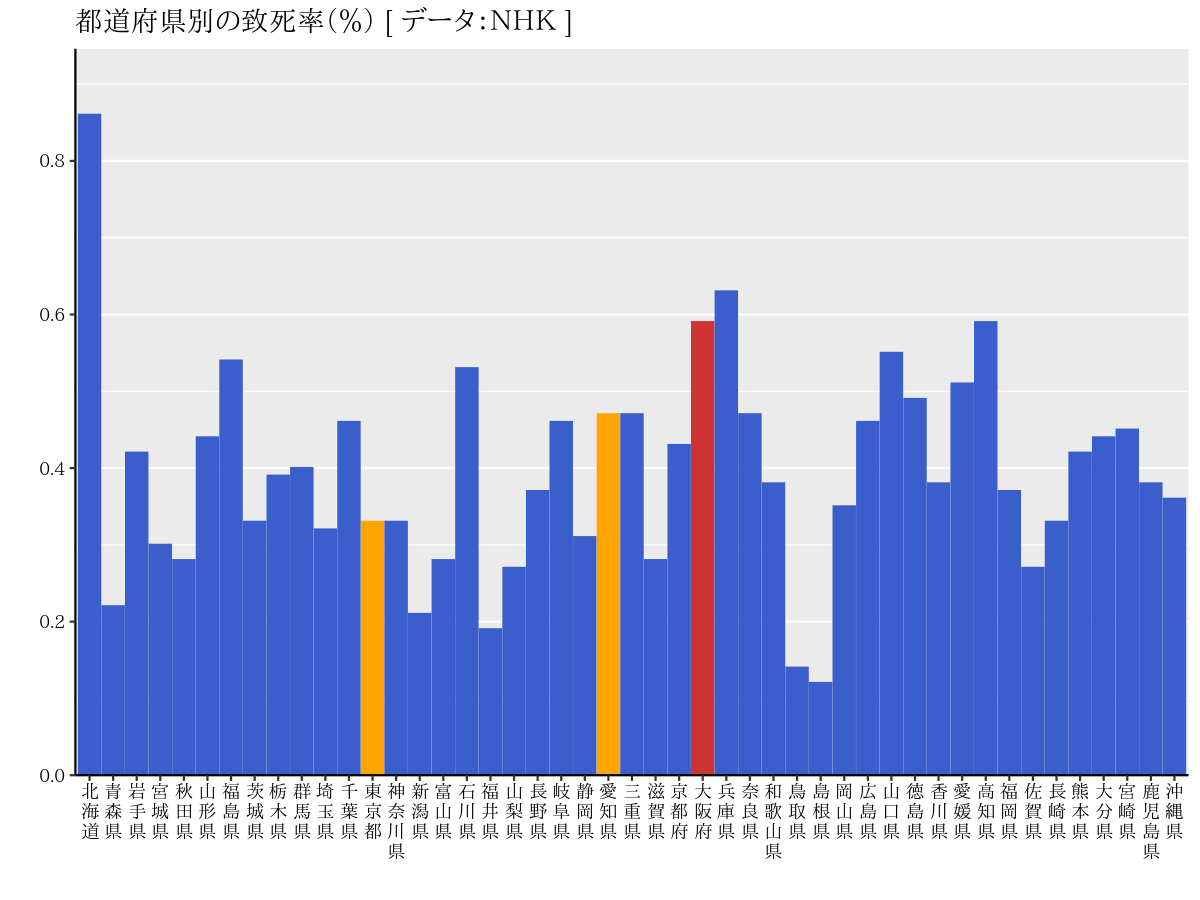 都道府県別の致死率(%) [ データ:NHK ]
0.8
0.6
0.4
0.2
0.0
北海道
青森県
岩手県
宮城県
秋田県
山形県
福島県
茨城県
栃木県
群馬県
埼玉県
千葉県
東京都
神奈川県
新潟県
富山県
石川県
福井県
山梨県
長野県
岐阜県
静岡県
愛知県
三重県
滋賀県
京都府
大阪府
兵庫県
奈良県
和歌山県
鳥取県
島根県
岡山県
広島県
山口県
徳島県
香川県
愛媛県
高知県
福岡県
佐賀県
長崎県
熊本県
大分県
宮崎県
鹿児島県
沖縄県